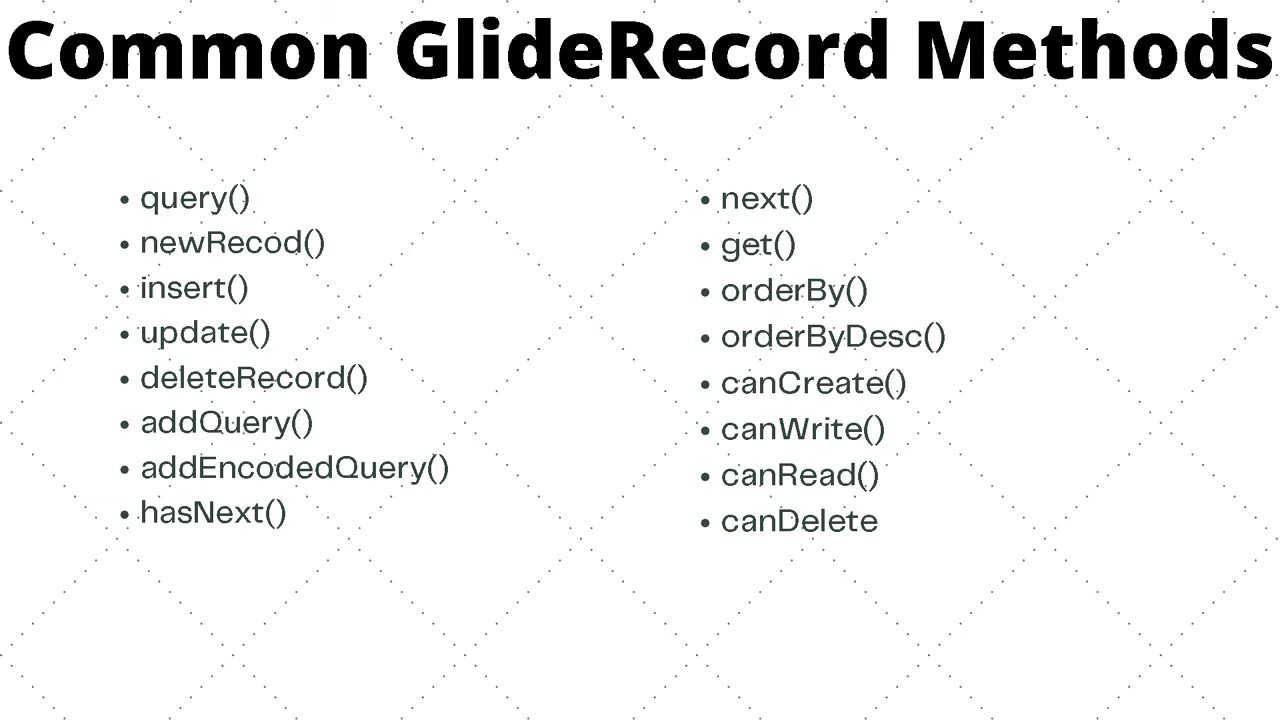 Common GlideRecord Methods
• query()
• newRecod()
• insert()
• update()
• deleteRecord()
• addQuery()
• addEncodedQuery()
• hasNext()
• next()
• get()
• orderBy()
• orderByDesc()
• canCreate()
• canWrite()
• canRead()
• canDelete